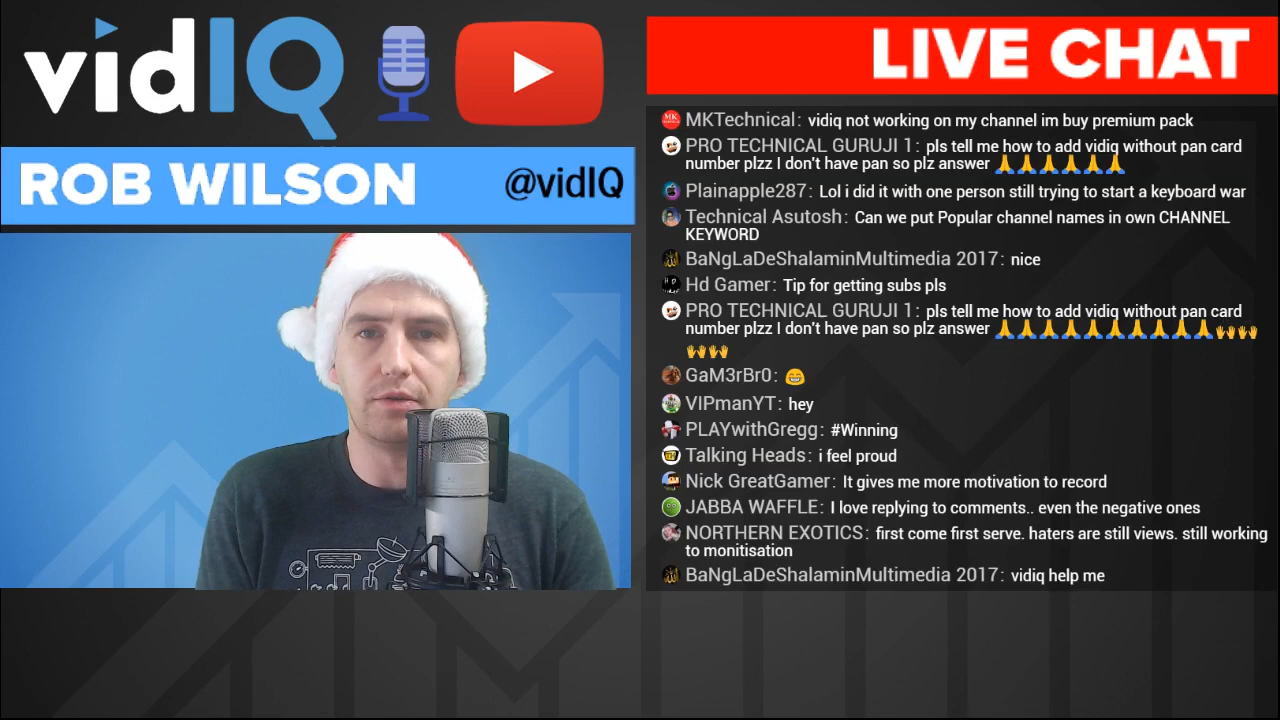 vidIQ
ROB WILSON
@vidIQ
LIVE CHAT
MKTechnical: vidiq not working on my channel im buy premium pack
PRO TECHNICAL GURUJI 1: pls tell me how to add vidiq without pan card
number plzz I don't have pan so plz answer 🙏🙏🙏🙏🙏🙏
Plainapple287: Lol i did it with one person still trying to start a keyboard war
Technical Asutosh: Can we put Popular channel names in own CHANNEL
KEYWORD
BaNgLaDeShalaminMultimedia 2017: nice
Hd Gamer: Tip for getting subs pls
PRO TECHNICAL GURUJI 1: pls tell me how to add vidiq without pan card
number plzz I don't have pan so plz answer 🙏🙏🙏🙏🙏🙏🙏🙏🙏🙏🙌🙌
🙌🙌
GaM3rBr0: 😂
VIPmanYT: hey
PLAYwithGregg: #Winning
Talking Heads: i feel proud
Nick GreatGamer: It gives me more motivation to record
JABBA WAFFLE: I love replying to comments.. even the negative ones
NORTHERN EXOTICS: first come first serve. haters are still views. still working
to monitisation
BaNgLaDeShalaminMultimedia 2017: vidiq help me